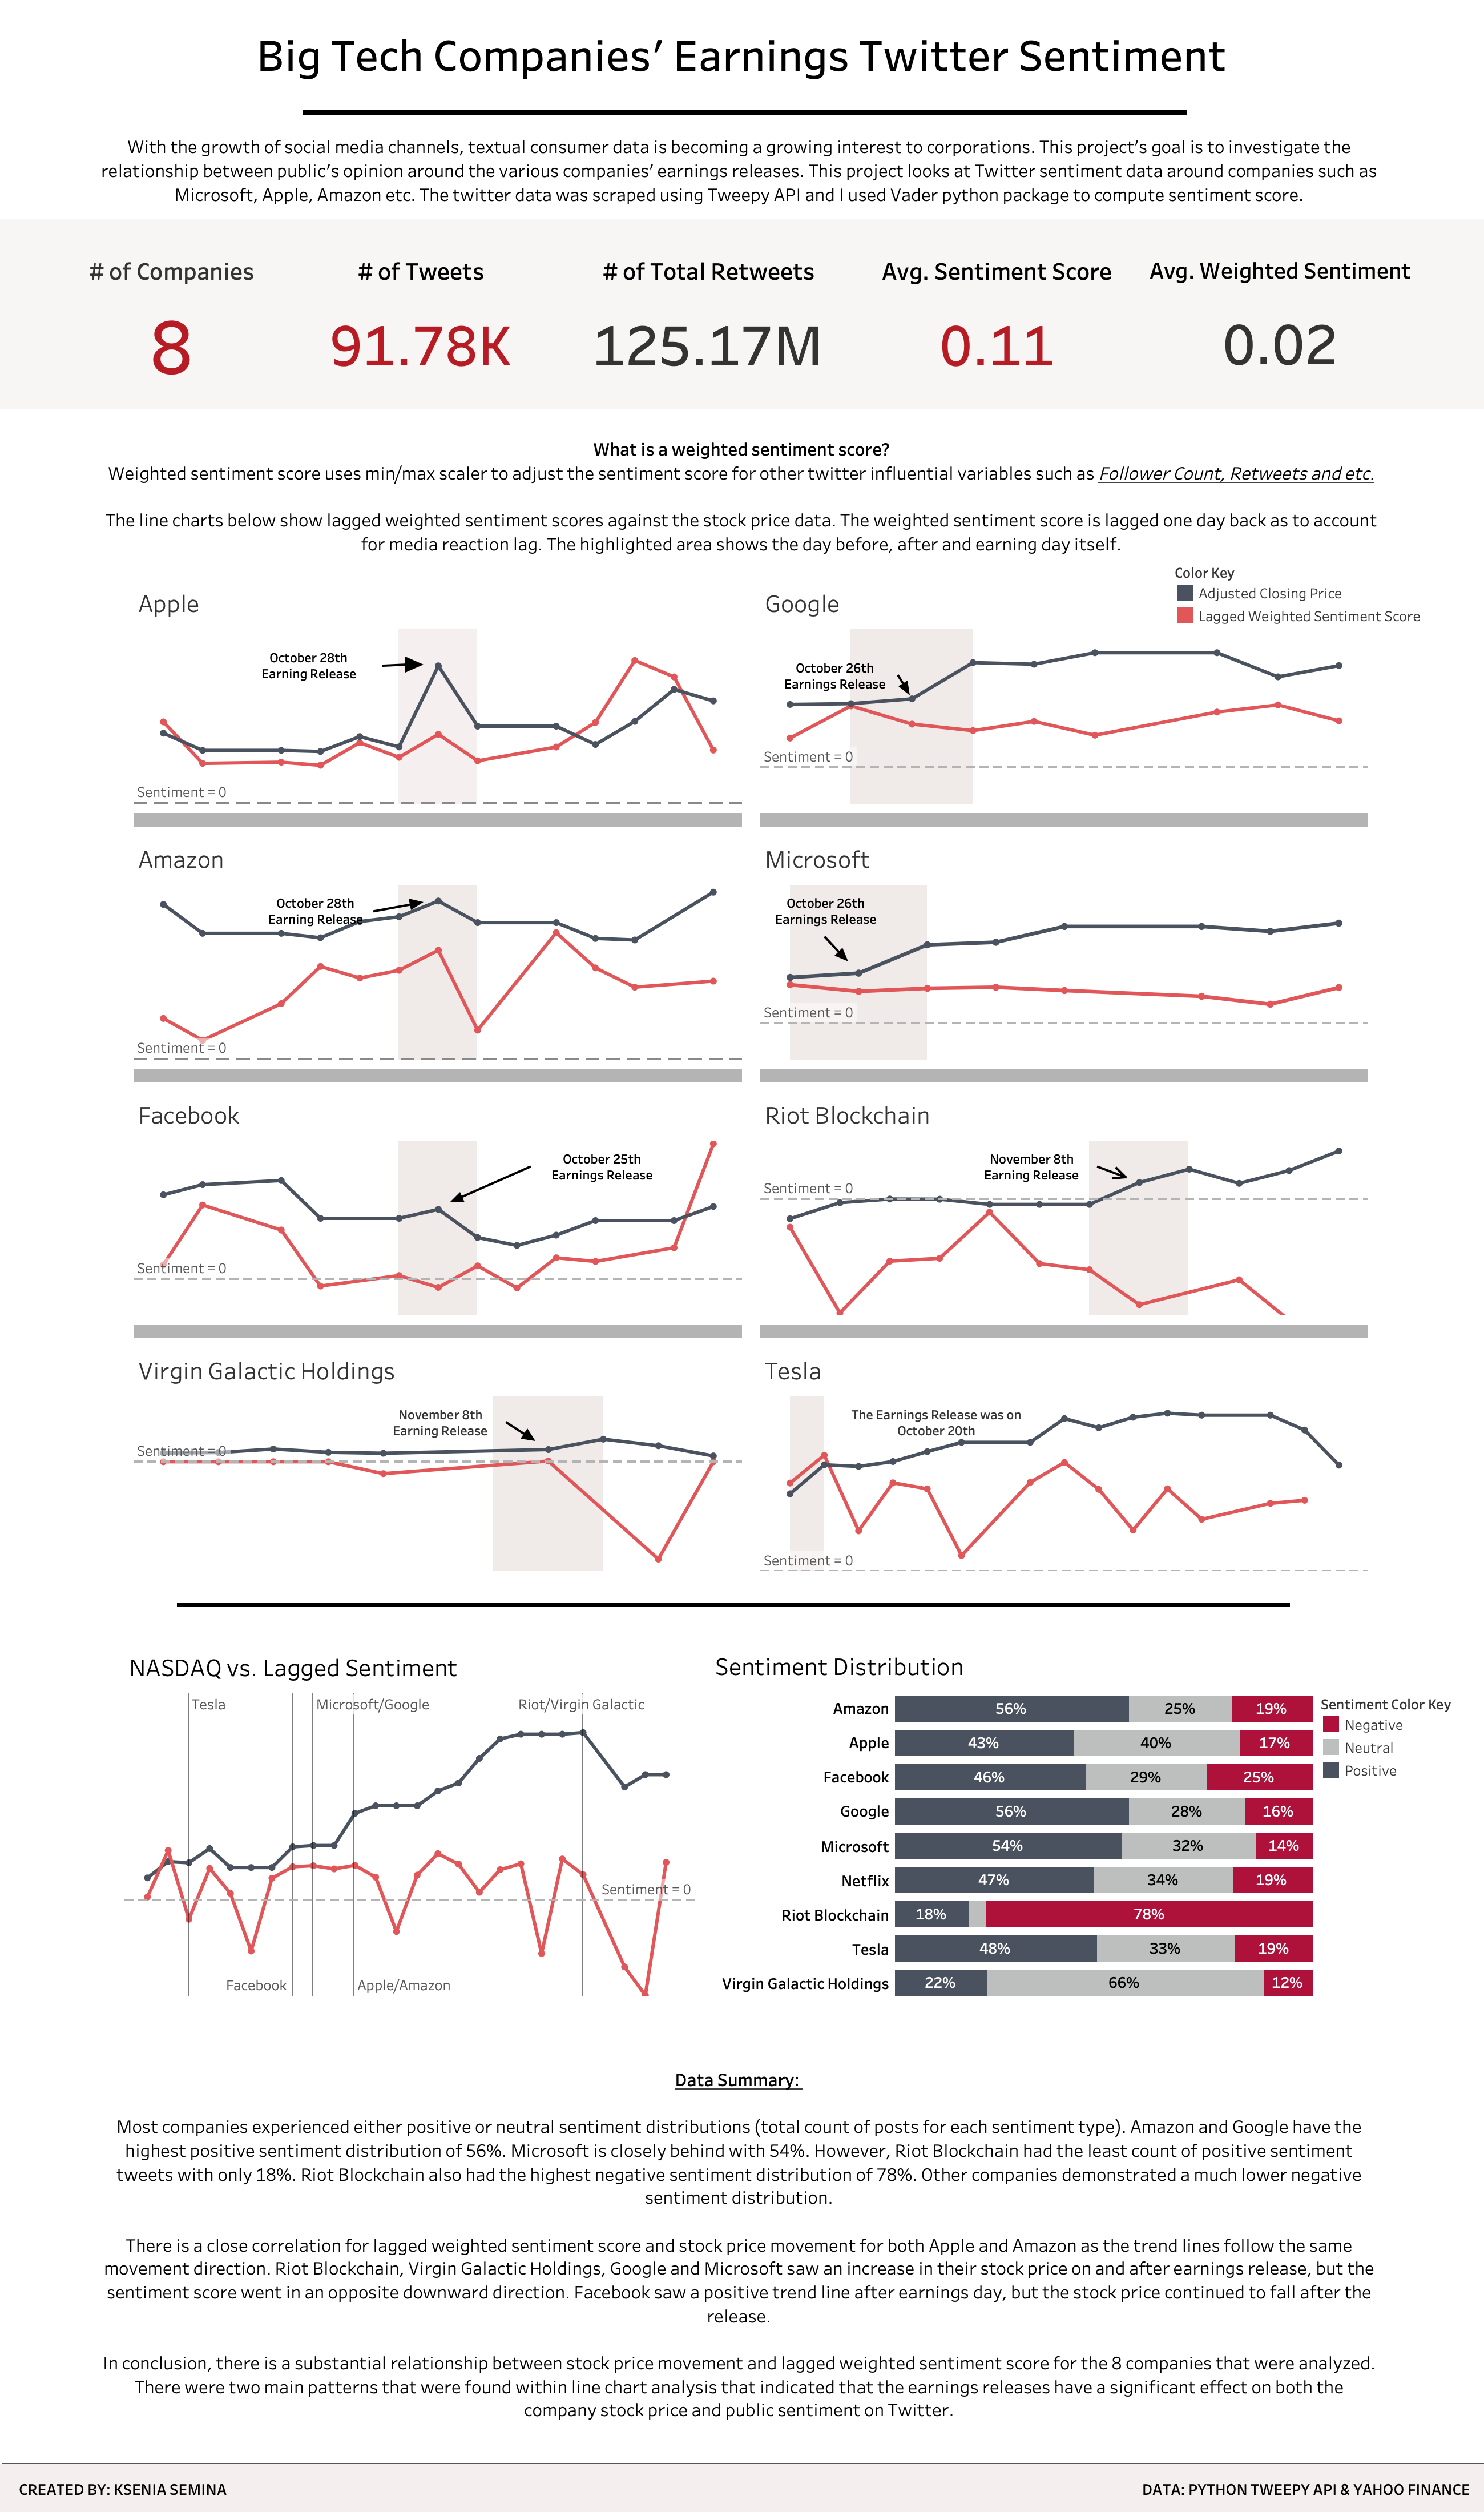 Big Tech Companies’ Earnings Twitter Sentiment
With the growth of social media channels, textual consumer data is becoming a growing interest to corporations. This project’s goal is to investigate the
relationship between public’s opinion around the various companies’ earnings releases. This project looks at Twitter sentiment data around companies such as
Microsoft, Apple, Amazon etc. The twitter data was scraped using Tweepy API and I used Vader python package to compute sentiment score.
# of Companies
8
# of Tweets
91.78K
# of Total Retweets
125.17M
Avg. Sentiment Score
0.11
Avg. Weighted Sentiment
0.02
What is a weighted sentiment score?
Weighted sentiment score uses min/max scaler to adjust the sentiment score for other twitter influential variables such as Follower Count, Retweets and etc.
The line charts below show lagged weighted sentiment scores against the stock price data. The weighted sentiment score is lagged one day back as to account
for media reaction lag. The highlighted area shows the day before, after and earning day itself.
Color Key
Adjusted Closing Price
Lagged Weighted Sentiment Score
Apple
October 28th
Earning Release
Sentiment = 0
Google
October 26th
Earnings Release
Sentiment = 0
Amazon
October 28th
Earning Release
Sentiment = 0
Microsoft
October 26th
Earnings Release
Sentiment = 0
Facebook
October 25th
Earnings Release
Sentiment = 0
Riot Blockchain
November 8th
Earning Release
Sentiment = 0
Virgin Galactic Holdings
November 8th
Earning Release
Sentiment = 0
Tesla
The Earnings Release was on
October 20th
Sentiment = 0
NASDAQ vs. Lagged Sentiment
Tesla
Microsoft/Google
Riot/Virgin Galactic
Sentiment = 0
Facebook
Apple/Amazon
Sentiment Distribution
Amazon 56% 25% 19%
Apple 43% 40% 17%
Facebook 46% 29% 25%
Google 56% 28% 16%
Microsoft 54% 32% 14%
Netflix 47% 34% 19%
Riot Blockchain 18% 78%
Tesla 48% 33% 19%
Virgin Galactic Holdings 22% 66% 12%
Sentiment Color Key
Negative
Neutral
Positive
Data Summary:
Most companies experienced either positive or neutral sentiment distributions (total count of posts for each sentiment type). Amazon and Google have the
highest positive sentiment distribution of 56%. Microsoft is closely behind with 54%. However, Riot Blockchain had the least count of positive sentiment
tweets with only 18%. Riot Blockchain also had the highest negative sentiment distribution of 78%. Other companies demonstrated a much lower negative
sentiment distribution.
There is a close correlation for lagged weighted sentiment score and stock price movement for both Apple and Amazon as the trend lines follow the same
movement direction. Riot Blockchain, Virgin Galactic Holdings, Google and Microsoft saw an increase in their stock price on and after earnings release, but the
sentiment score went in an opposite downward direction. Facebook saw a positive trend line after earnings day, but the stock price continued to fall after the
release.
In conclusion, there is a substantial relationship between stock price movement and lagged weighted sentiment score for the 8 companies that were analyzed.
There were two main patterns that were found within line chart analysis that indicated that the earnings releases have a significant effect on both the
company stock price and public sentiment on Twitter.
CREATED BY: KSENIA SEMINA
DATA: PYTHON TWEEPY API & YAHOO FINANCE